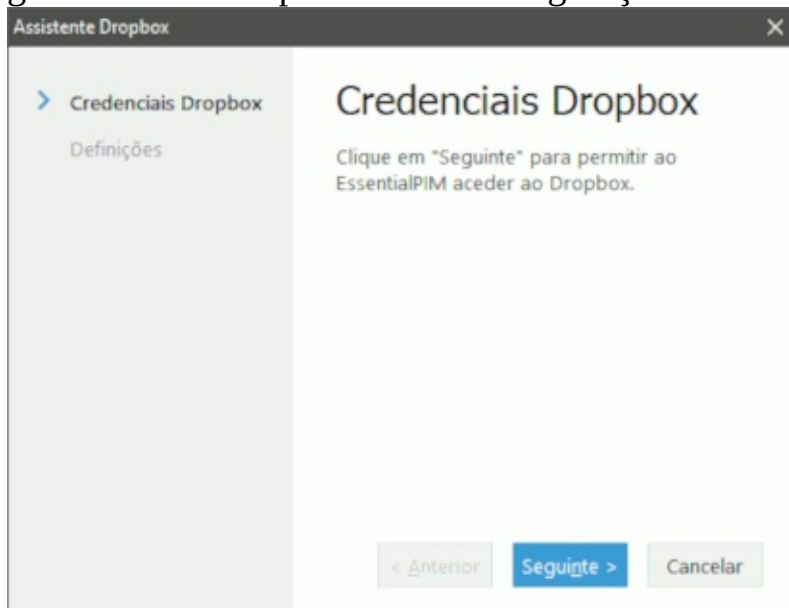 Assistente Dropbox
Credenciais Dropbox
Definições
Credenciais Dropbox
Clique em "Seguinte" para permitir ao
EssentialPIM aceder ao Dropbox.
< Anterior
Seguinte >
Cancelar